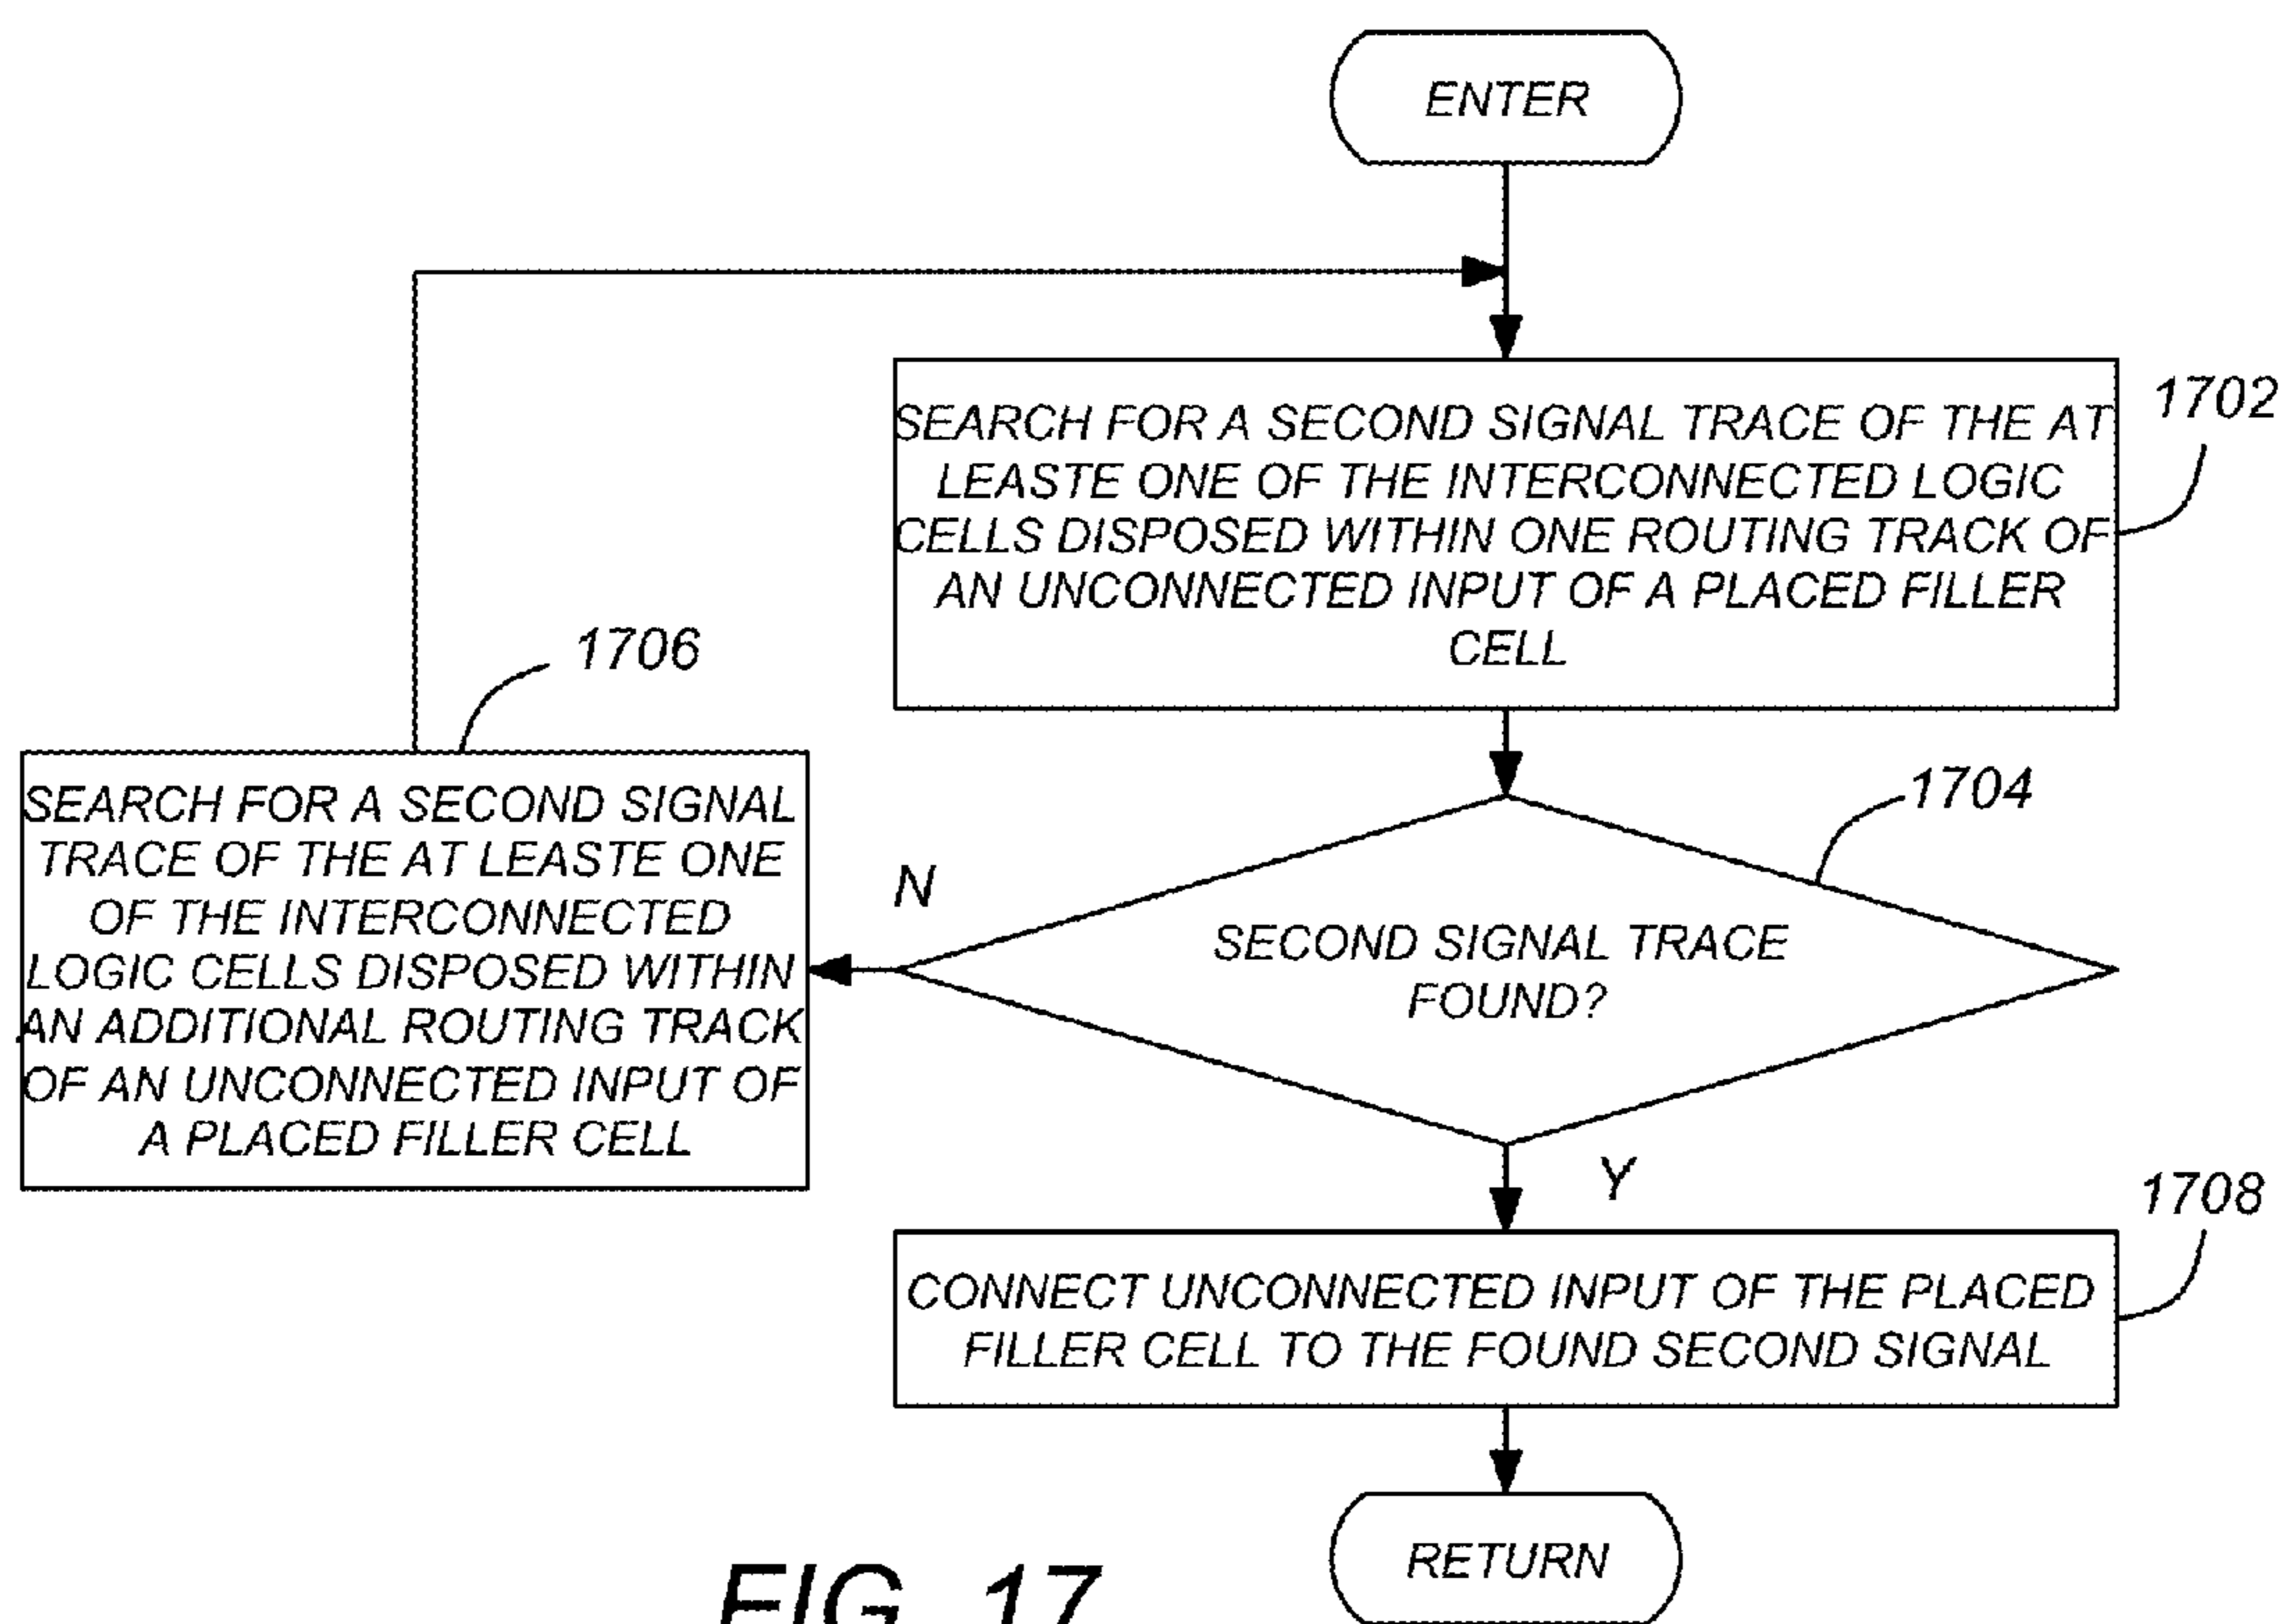 ENTER
SEARCH FOR A SECOND SIGNAL TRACE OF THE AT
LEASTE ONE OF THE INTERCONNECTED LOGIC
CELLS DISPOSED WITHIN ONE ROUTING TRACK OF
AN UNCONNECTED INPUT OF A PLACED FILLER
CELL
1702
1706
SEARCH FOR A SECOND SIGNAL
TRACE OF THE AT LEASTE ONE
OF THE INTERCONNECTED
LOGIC CELLS DISPOSED WITHIN
AN ADDITIONAL ROUTING TRACK
OF AN UNCONNECTED INPUT OF
A PLACED FILLER CELL
1704
N
SECOND SIGNAL TRACE
FOUND?
Y
1708
CONNECT UNCONNECTED INPUT OF THE PLACED
FILLER CELL TO THE FOUND SECOND SIGNAL
RETURN
FIG. 17